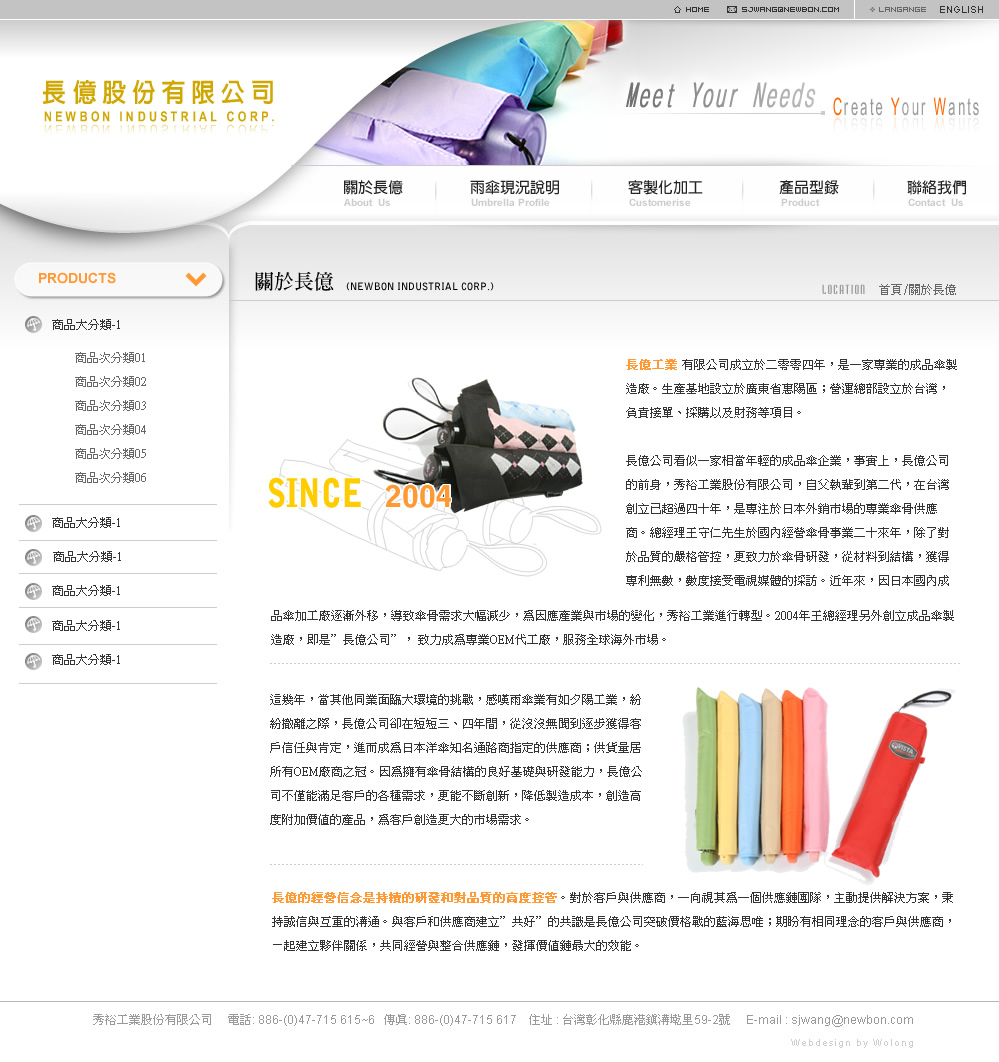 HOME SJWANG@NEWBON.COM LANGANGE ENGLISH
長億股份有限公司
NEWBON INDUSTRIAL CORP.
Meet Your Needs
Create Your Wants
關於長億 雨傘現況說明 客製化加工 產品型錄 聯絡我們
About Us Umbrella Profile Customerise Product Contact Us
PRODUCTS
商品大分類-1
商品次分類01
商品次分類02
商品次分類03
商品次分類04
商品次分類05
商品次分類06
商品大分類-1
商品大分類-1
商品大分類-1
商品大分類-1
商品大分類-1
關於長億 (NEWBON INDUSTRIAL CORP.)
LOCATION 首頁/關於長億
SINCE 2004
長億工業 有限公司成立於二零零四年，是一家專業的成品傘製
造廠。生產基地設立於廣東省惠陽區；營運總部設立於台灣，
負責接單、採購以及財務等項目。
長億公司看似一家相當年輕的成品傘企業，事實上，長億公司
的前身，秀裕工業股份有限公司，自父執輩到第二代，在台灣
創立已超過四十年，是專注於日本外銷市場的專業傘骨供應
商。總經理王守仁先生於國內經營傘骨事業二十來年，除了對
於品質的嚴格管控，更致力於傘骨研發，從材料到結構，獲得
專利無數，數度接受電視媒體的採訪。近年來，因日本國內成
品傘加工廠逐漸外移，導致傘骨需求大幅減少，為因應產業與市場的變化，秀裕工業進行轉型。2004年王總經理另外創立成品傘製
造廠，即是”長億公司”， 致力成為專業OEM代工廠，服務全球海外市場。
這幾年，當其他同業面臨大環境的挑戰，感嘆雨傘業有如夕陽工業，紛
紛撤離之際，長億公司卻在短短三、四年間，從沒沒無聞到逐步獲得客
戶信任與肯定，進而成為日本洋傘知名通路商指定的供應商；供貨量居
所有OEM廠商之冠。因為擁有傘骨結構的良好基礎與研發能力，長億公
司不僅能滿足客戶的各種需求，更能不斷創新，降低製造成本，創造高
度附加價值的產品，為客戶創造更大的市場需求。
長億的經營信念是持續的研發和對品質的高度控管。對於客戶與供應商，一向視其為一個供應鏈團隊，主動提供解決方案，秉
持誠信與互重的溝通。與客戶和供應商建立”共好”的共識是長億公司突破價格戰的藍海思唯；期盼有相同理念的客戶與供應商，
一起建立夥伴關係，共同經營與整合供應鏈，發揮價值鏈最大的效能。
秀裕工業股份有限公司 電話: 886-(0)47-715 615~6 傳真: 886-(0)47-715 617 住址 : 台灣彰化縣鹿港鎮溝墘里59-2號 E-mail : sjwang@newbon.com
Webdesign by Wolong